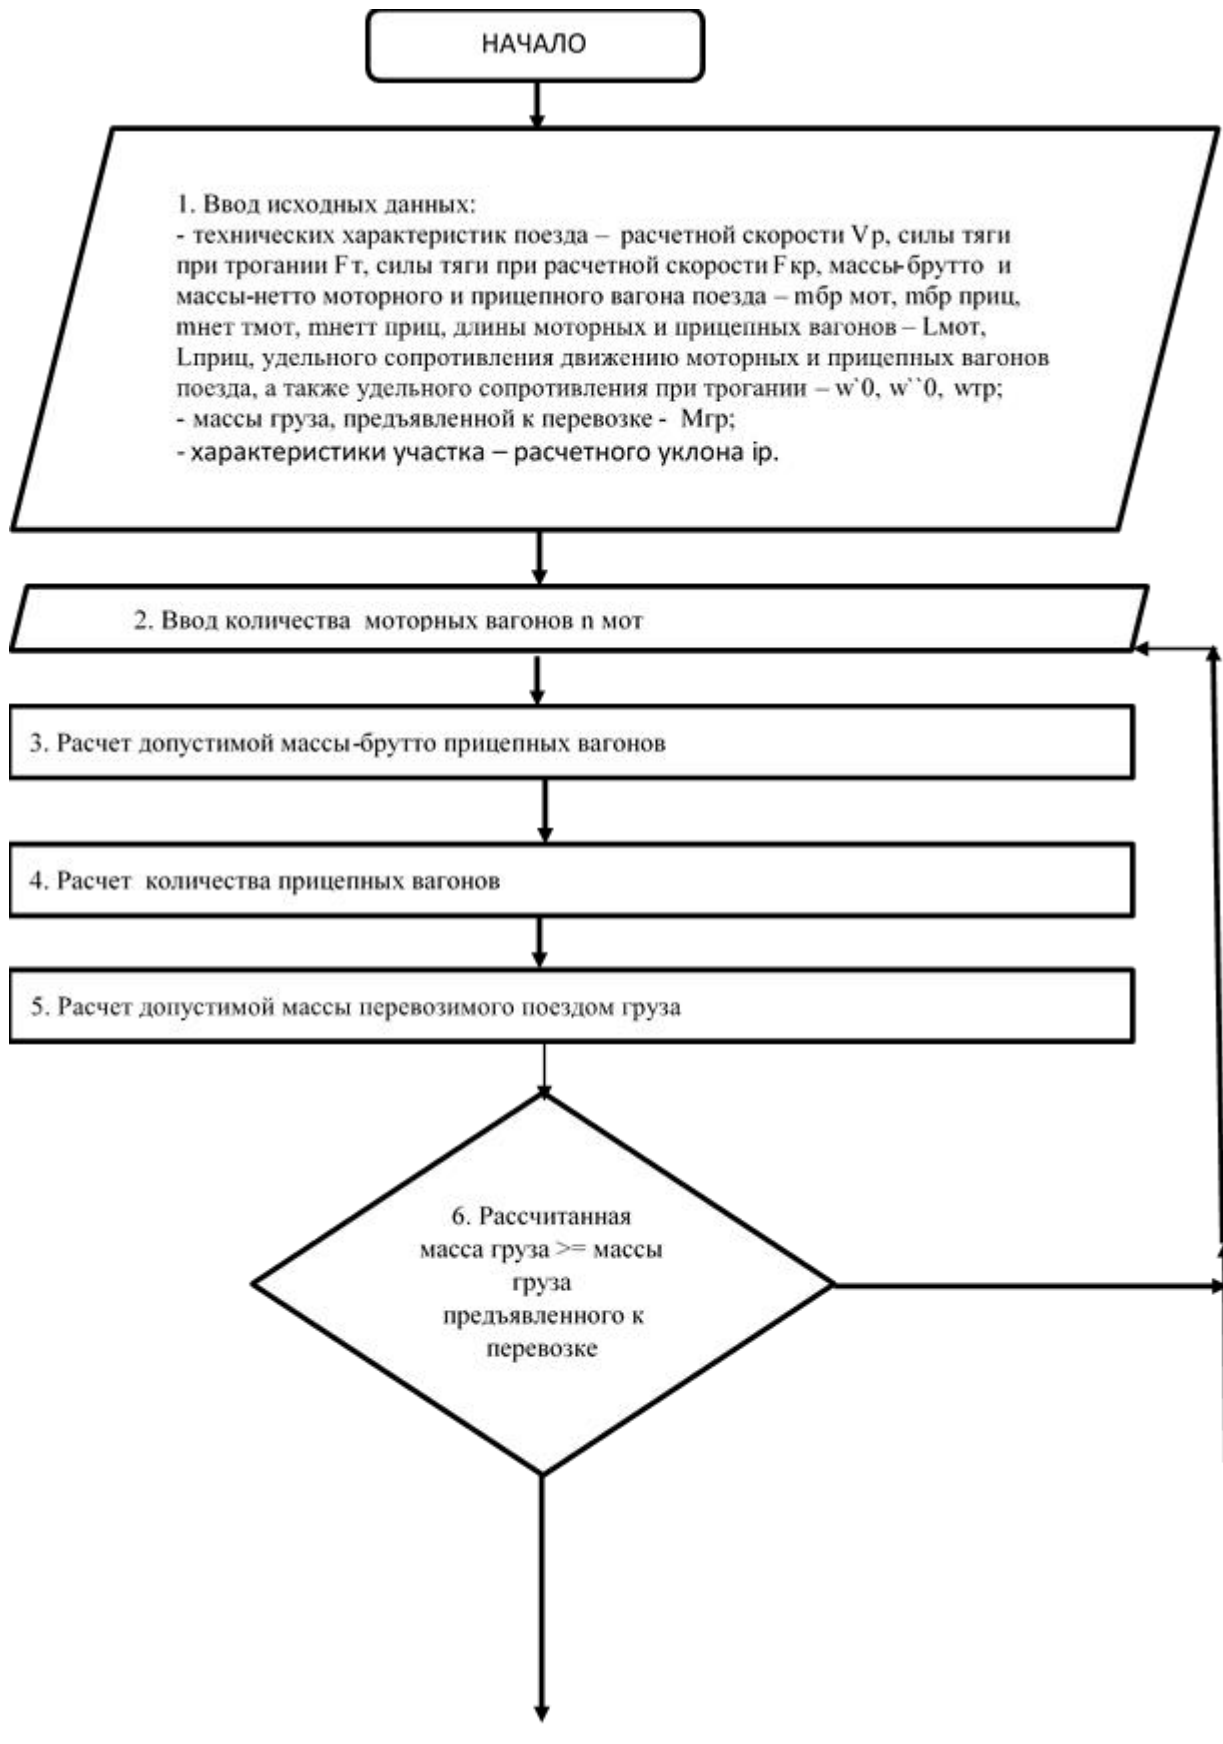 НАЧАЛО
1. Ввод исходных данных:
- технических характеристик поезда – расчетной скорости Vр, силы тяги
при трогании Fт, силы тяги при расчетной скорости Fкр, массы-брутто и
массы-нетто моторного и прицепного вагона поезда – mбр мот, mбр приц,
mнет тмот, mнетт приц, длины моторных и прицепных вагонов – Lмот,
Lприц, удельного сопротивления движению моторных и прицепных вагонов
поезда, а также удельного сопротивления при трогании – w`0, w``0, wтр;
- массы груза, предъявленной к перевозке - Мгр;
- характеристики участка – расчетного уклона ip.
2. Ввод количества моторных вагонов n мот
3. Расчет допустимой массы-брутто прицепных вагонов
4. Расчет количества прицепных вагонов
5. Расчет допустимой массы перевозимого поездом груза
6. Рассчитанная
масса груза >= массы
груза
предъявленного к
перевозке